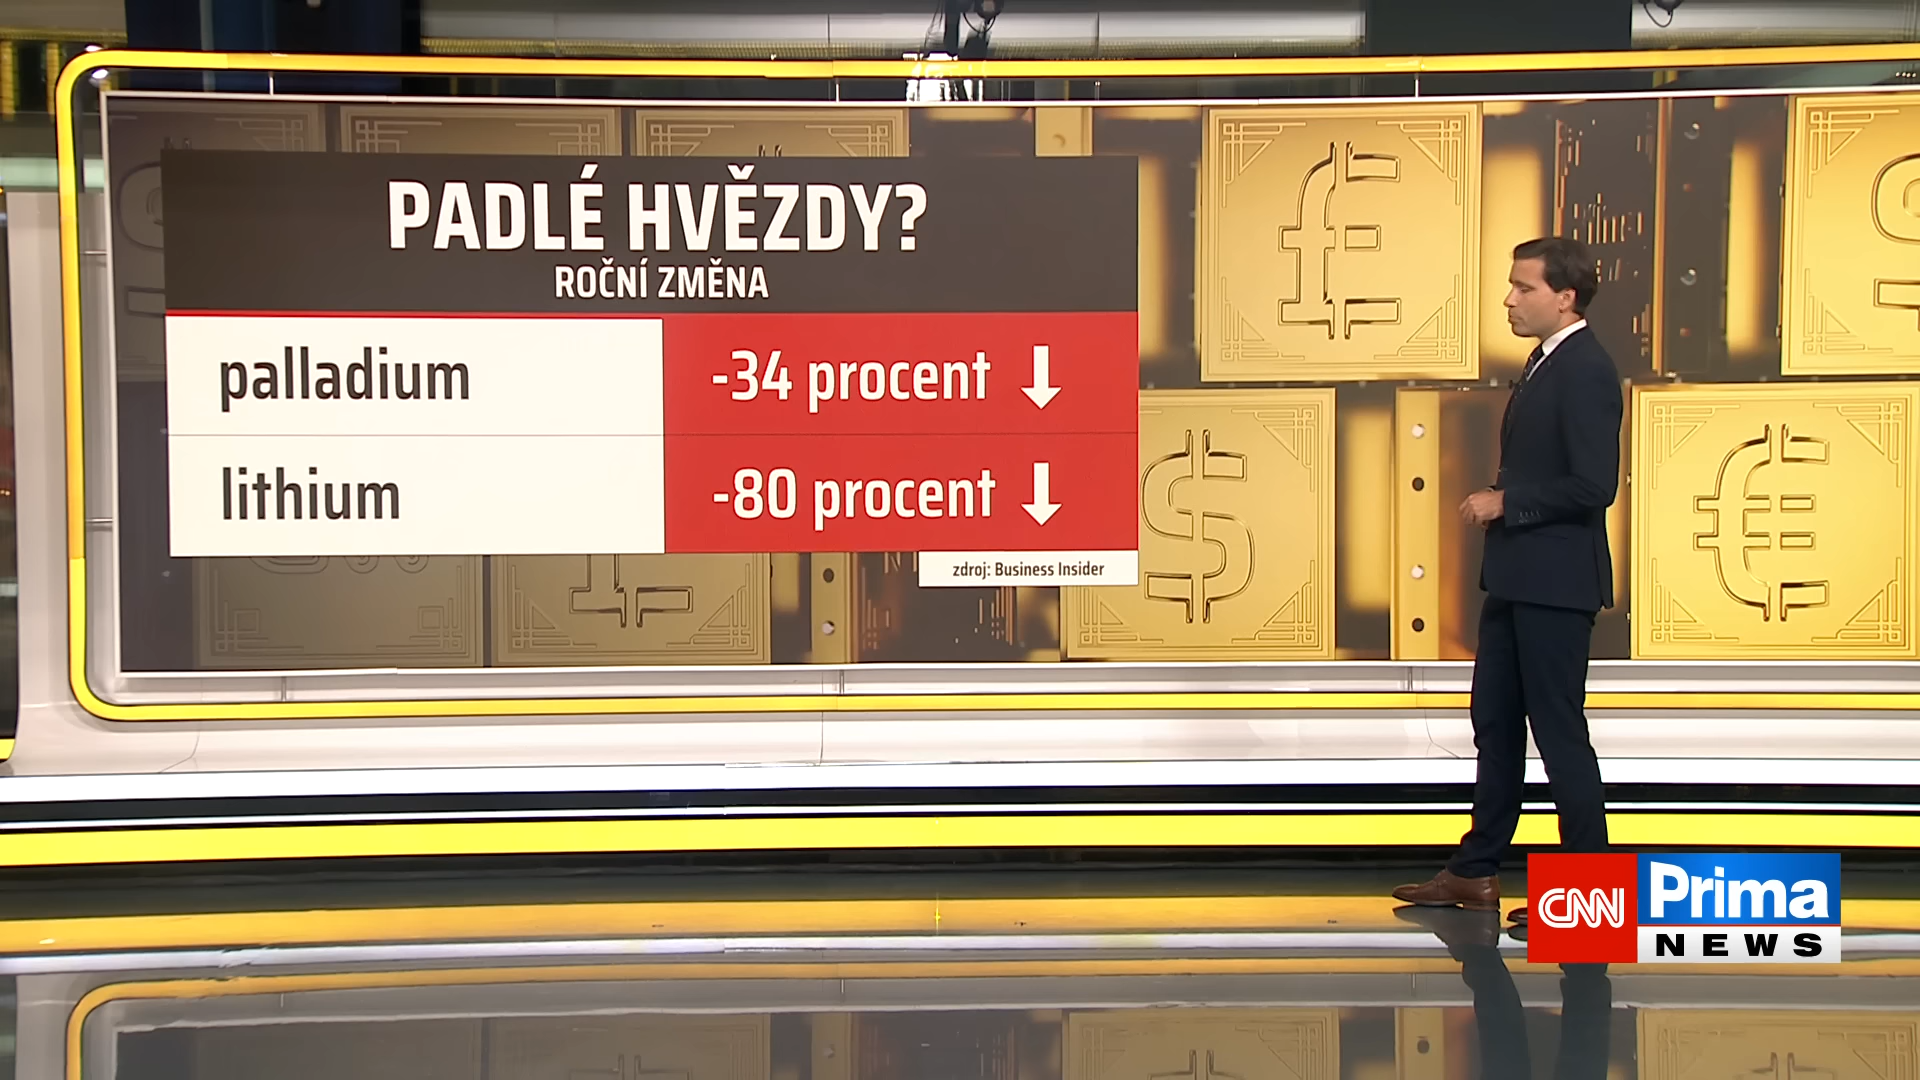 PADLÉ HVĚZDY?
ROČNÍ ZMĚNA
palladium -34 procent ↓
lithium -80 procent ↓
zdroj: Business Insider
CNN Prima
NEWS